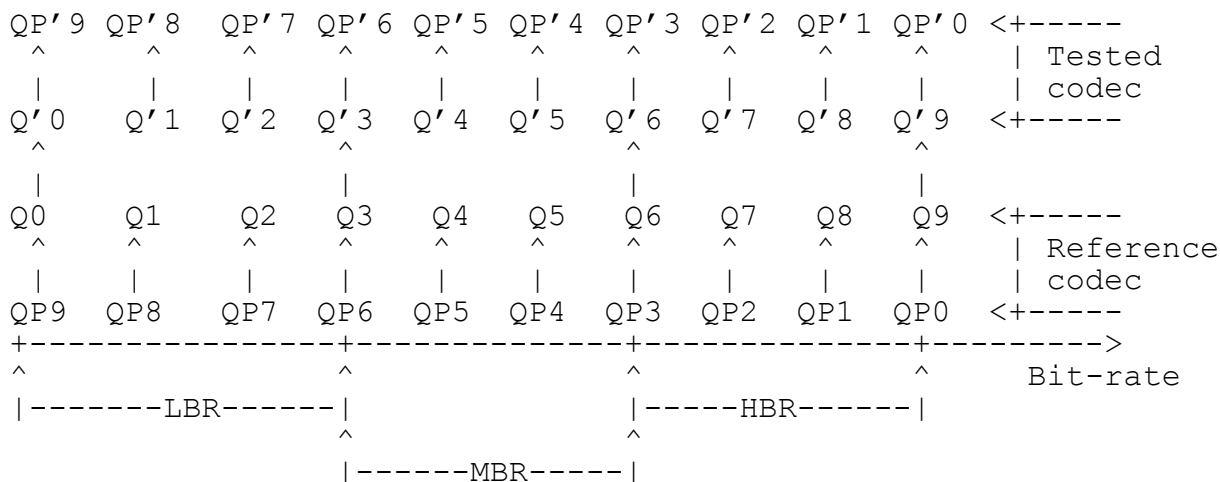 QP'9 QP'8  QP'7 QP'6 QP'5 QP'4 QP'3 QP'2 QP'1 QP'0 <+-----
 ^     ^    ^    ^    ^    ^    ^    ^    ^    ^    | Tested
 |     |    |    |    |    |    |    |    |    |    | codec
Q'0   Q'1  Q'2  Q'3  Q'4  Q'5  Q'6  Q'7  Q'8  Q'9  <+-----
 ^               ^              ^              ^
 |               |              |              |
Q0    Q1    Q2   Q3   Q4   Q5   Q6   Q7   Q8   Q9  <+-----
 ^    ^     ^    ^    ^    ^    ^    ^    ^    ^    | Reference
 |    |     |    |    |    |    |    |    |    |    | codec
QP9  QP8   QP7  QP6  QP5  QP4  QP3  QP2  QP1  QP0  <+-----
+----------------+--------------+--------------+--------->
^                ^              ^              ^     Bit-rate
|-------LBR------|              |-----HBR------|
                 ^              ^
                 |------MBR-----|